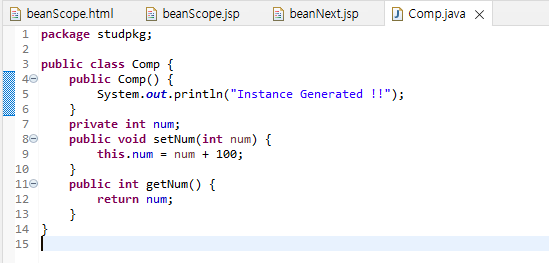 beanScope.html beanScope.jsp beanNext.jsp Comp.java
1 package studpkg;
2
3 public class Comp {
4 public Comp() {
5 System.out.println("Instance Generated !!");
6 }
7 private int num;
8 public void setNum(int num) {
9 this.num = num + 100;
10 }
11 public int getNum() {
12 return num;
13 }
14 }
15